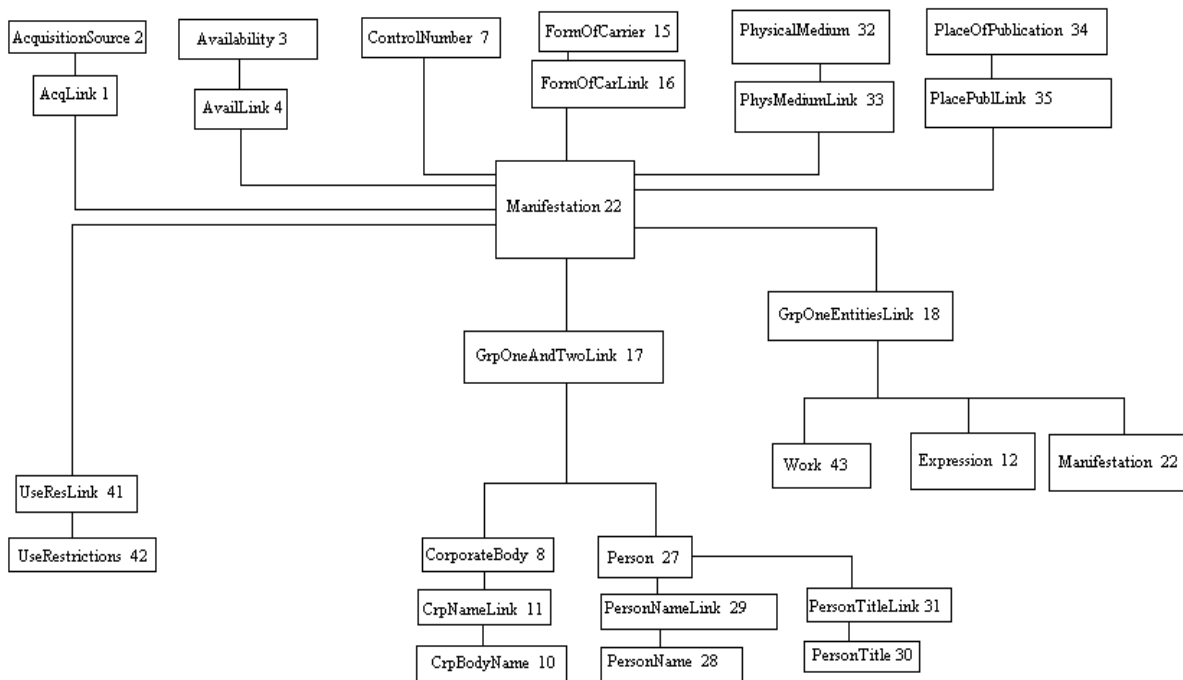 AcquisitionSource 2
Availability 3
ControlNumber 7
FormOfCarrier 15
PhysicalMedium 32
PlaceOfPublication 34
AcqLink 1
AvailLink 4
FormOfCarLink 16
PhysMediumLink 33
PlacePublLink 35
Manifestation 22
GrpOneEntitiesLink 18
GrpOneAndTwoLink 17
Work 43
Expression 12
Manifestation 22
UseResLink 41
UseRestrictions 42
CorporateBody 8
Person 27
CrpNameLink 11
PersonNameLink 29
PersonTitleLink 31
CrpBodyName 10
PersonName 28
PersonTitle 30